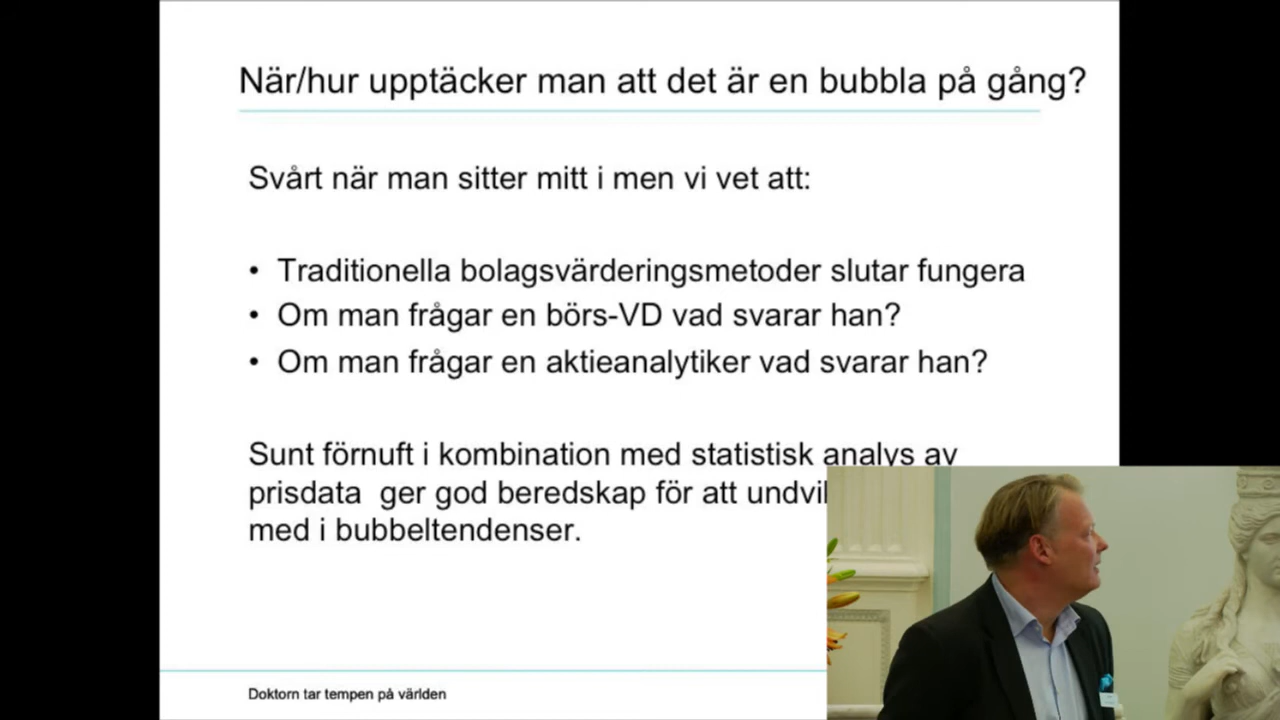 När/hur upptäcker man att det är en bubbla på gång?
Svårt när man sitter mitt i men vi vet att:
• Traditionella bolagsvärderingsmetoder slutar fungera
• Om man frågar en börs-VD vad svarar han?
• Om man frågar en aktieanalytiker vad svarar han?
Sunt förnuft i kombination med statistisk analys av
prisdata ger god beredskap för att
med i bubbeltendenser.
Doktorn tar tempen på världen